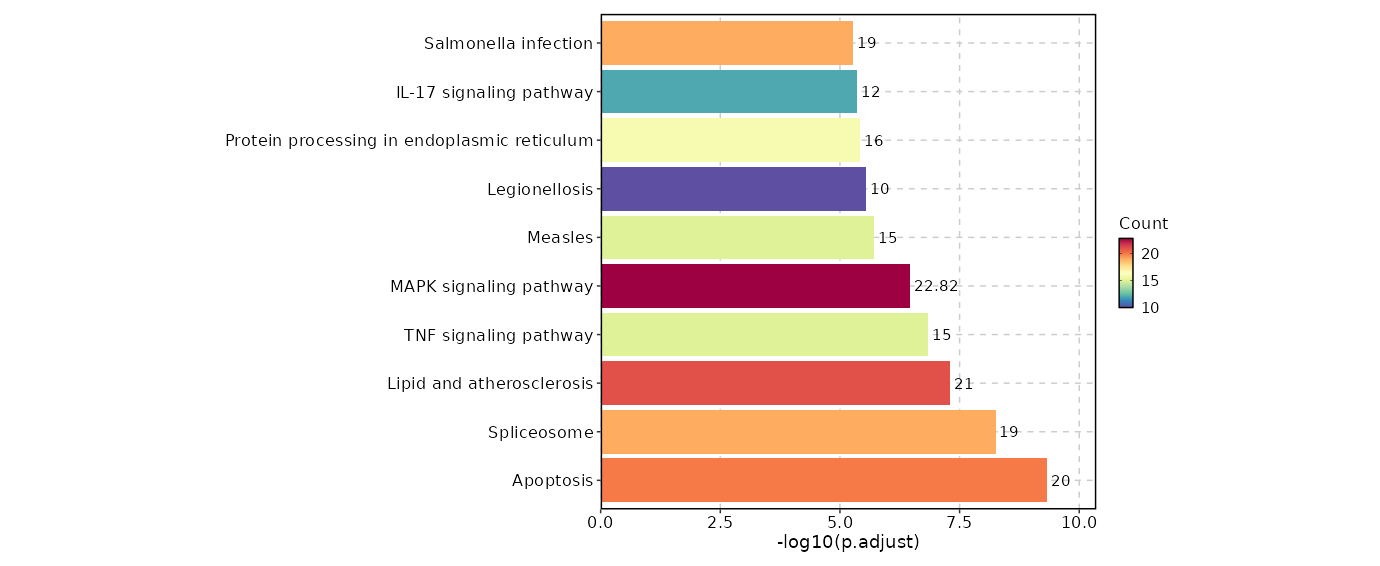 Salmonella infection 19
IL-17 signaling pathway 12
Protein processing in endoplasmic reticulum 16
Legionellosis 10
Measles 15
MAPK signaling pathway 22.82
TNF signaling pathway 15
Lipid and atherosclerosis 21
Spliceosome 19
Apoptosis 20
0.0 2.5 5.0 7.5 10.0
-log10(p.adjust)
Count
20
15
10